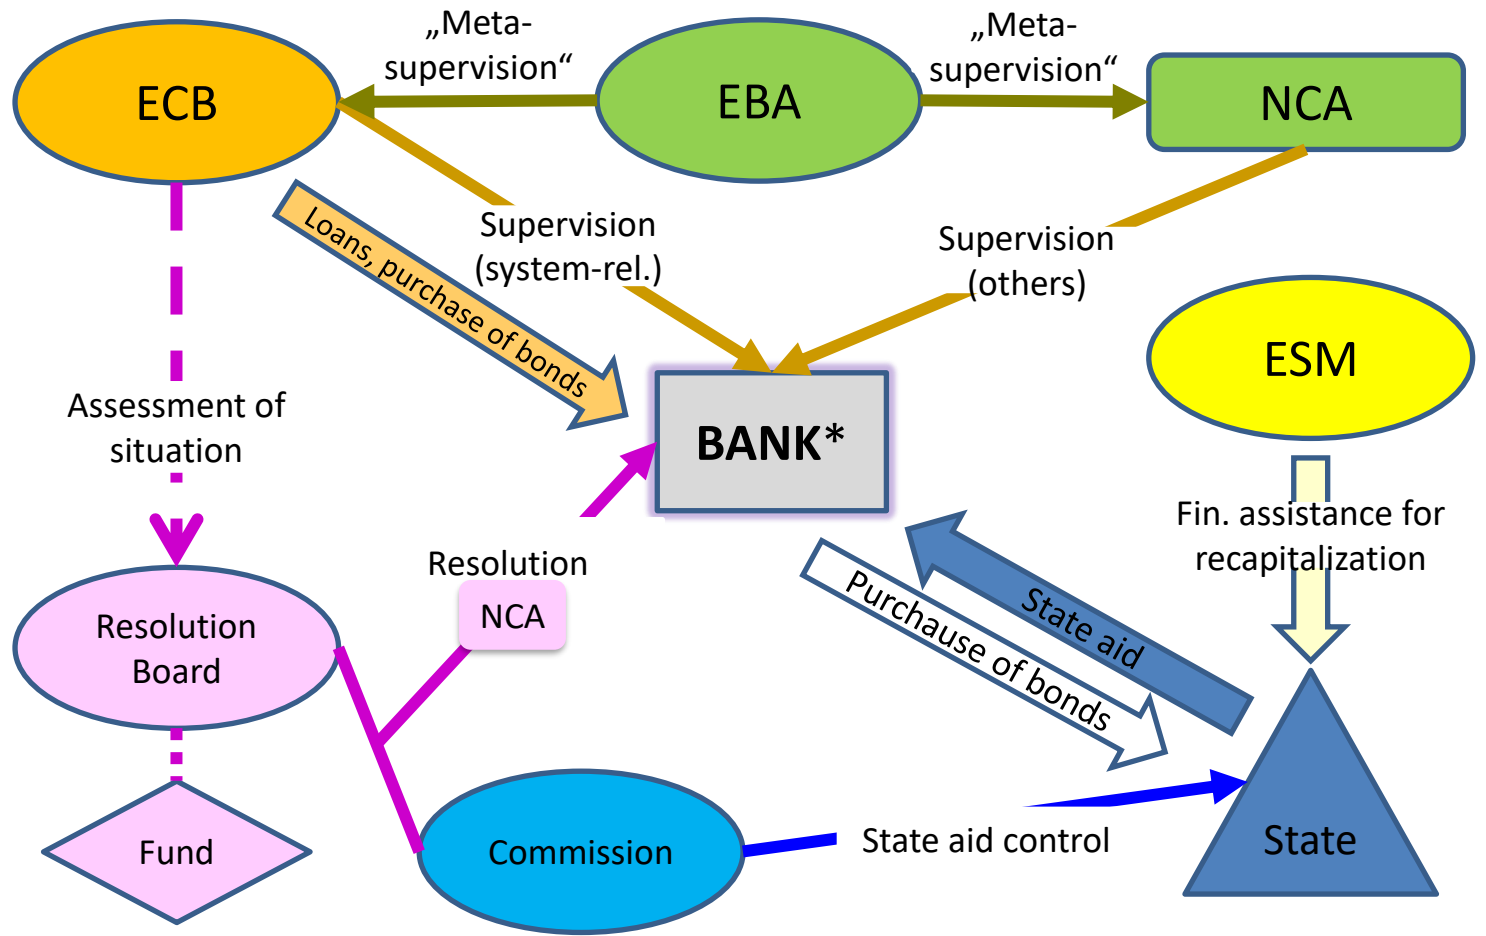 „Meta-
supervision“
„Meta-
supervision“
ECB
EBA
NCA
Supervision
(system-rel.)
Supervision
(others)
Loans, purchase of bonds
ESM
Assessment of
situation
BANK*
Fin. assistance for
recapitalization
Resolution
NCA
State aid
Purchause of bonds
Resolution
Board
Fund
Commission
State aid control
State